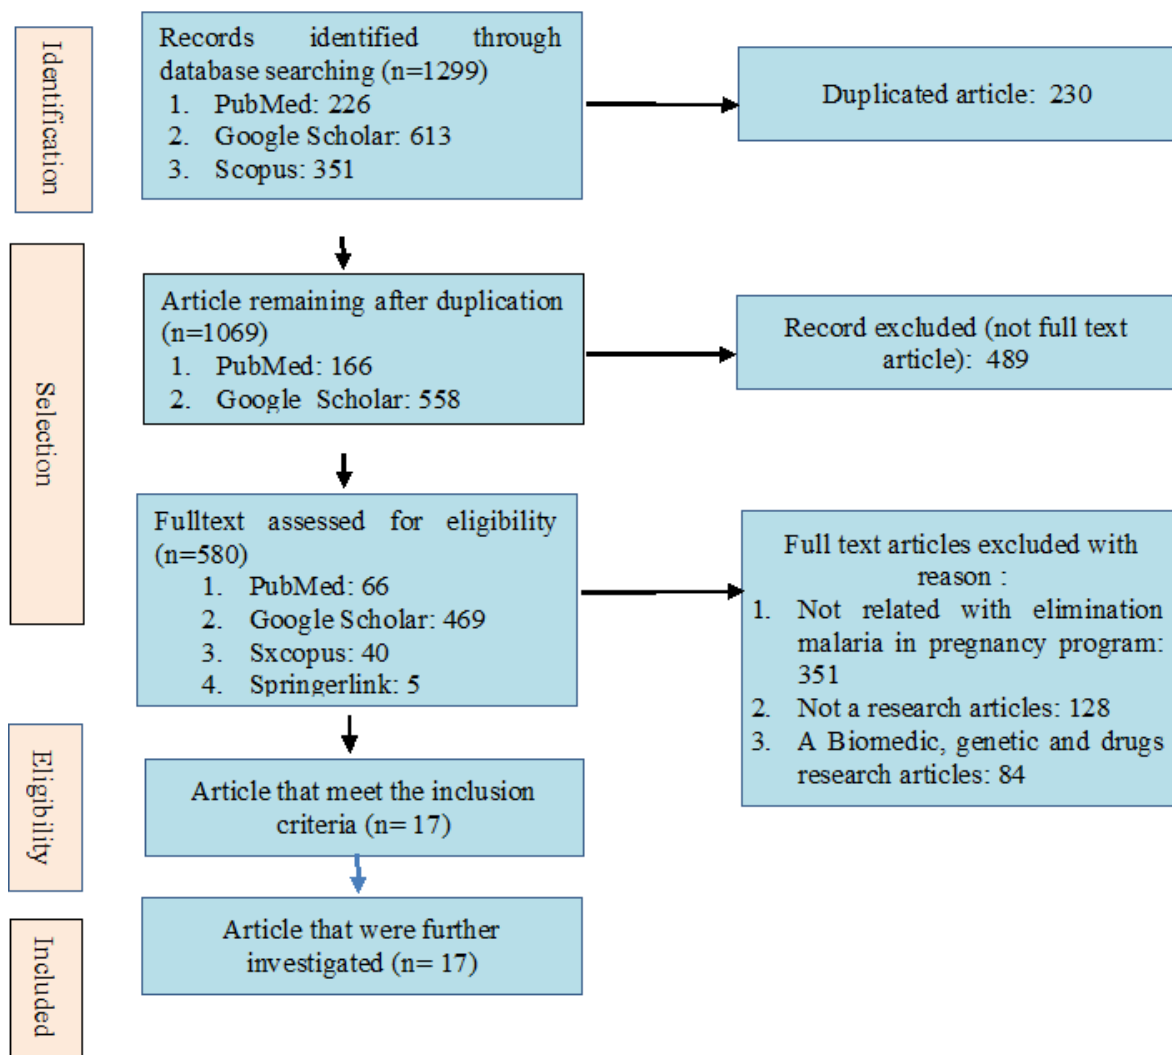 Identification
Records identified through
database searching (n=1299)
1. PubMed: 226
2. Google Scholar: 613
3. Scopus: 351
Duplicated article: 230
Selection
Article remaining after duplication
(n=1069)
1. PubMed: 166
2. Google Scholar: 558
Record excluded (not full text
article): 489
Fulltext assessed for eligibility
(n=580)
1. PubMed: 66
2. Google Scholar: 469
3. Sxcopus: 40
4. Springerlink: 5
Full text articles excluded with
reason :
1. Not related with elimination
malaria in pregnancy program:
351
2. Not a research articles: 128
3. A Biomedic, genetic and drugs
research articles: 84
Eligibility
Article that meet the inclusion
criteria (n= 17)
Included
Article that were further
investigated (n= 17)